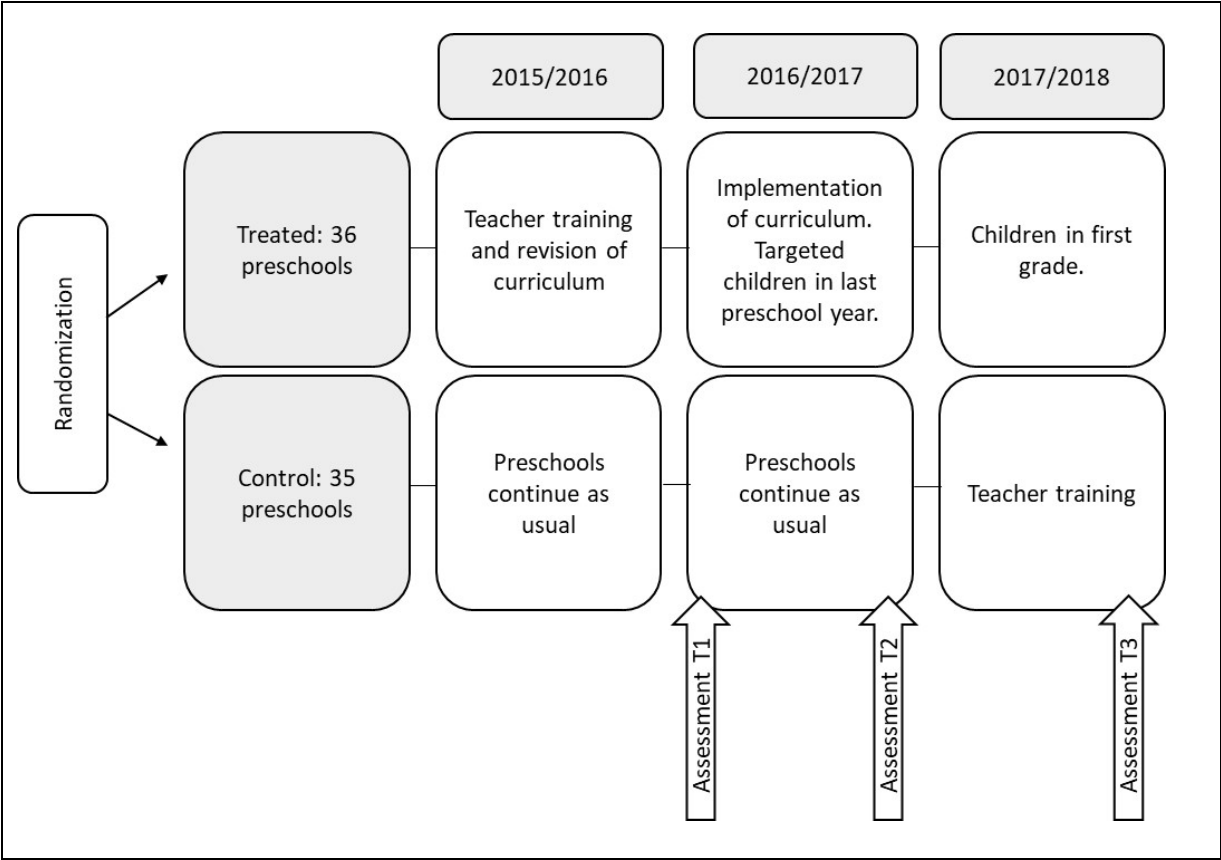 2015/2016
2016/2017
2017/2018
Randomization
Treated: 36
preschools
Teacher training
and revision of
curriculum
Implementation
of curriculum.
Targeted
children in last
preschool year.
Children in first
grade.
Control: 35
preschools
Preschools
continue as
usual
Preschools
continue as
usual
Teacher training
Assessment T1
Assessment T2
Assessment T3